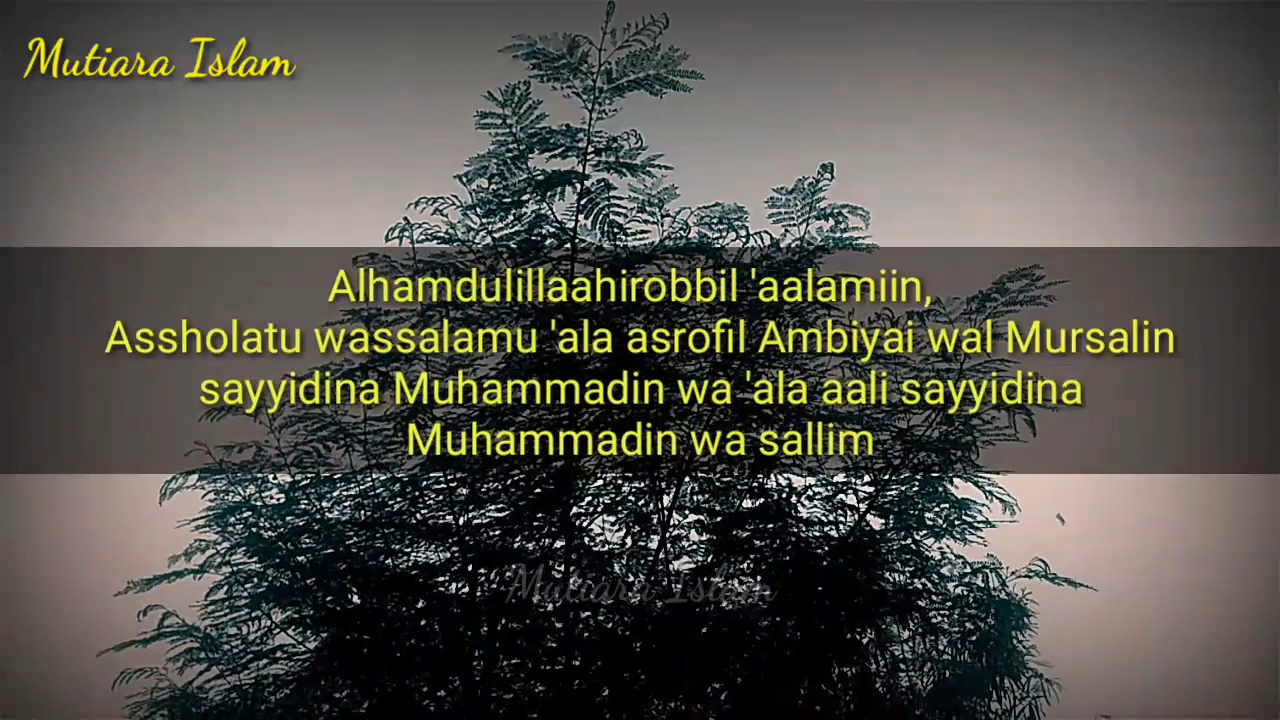 Mutiara Islam
Alhamdulillaahirobbil 'aalamiin,
Assholatu wassalamu 'ala asrofil Ambiyai wal Mursalin
sayyidina Muhammadin wa 'ala aali sayyidina
Muhammadin wa sallim
Mutiara Islam